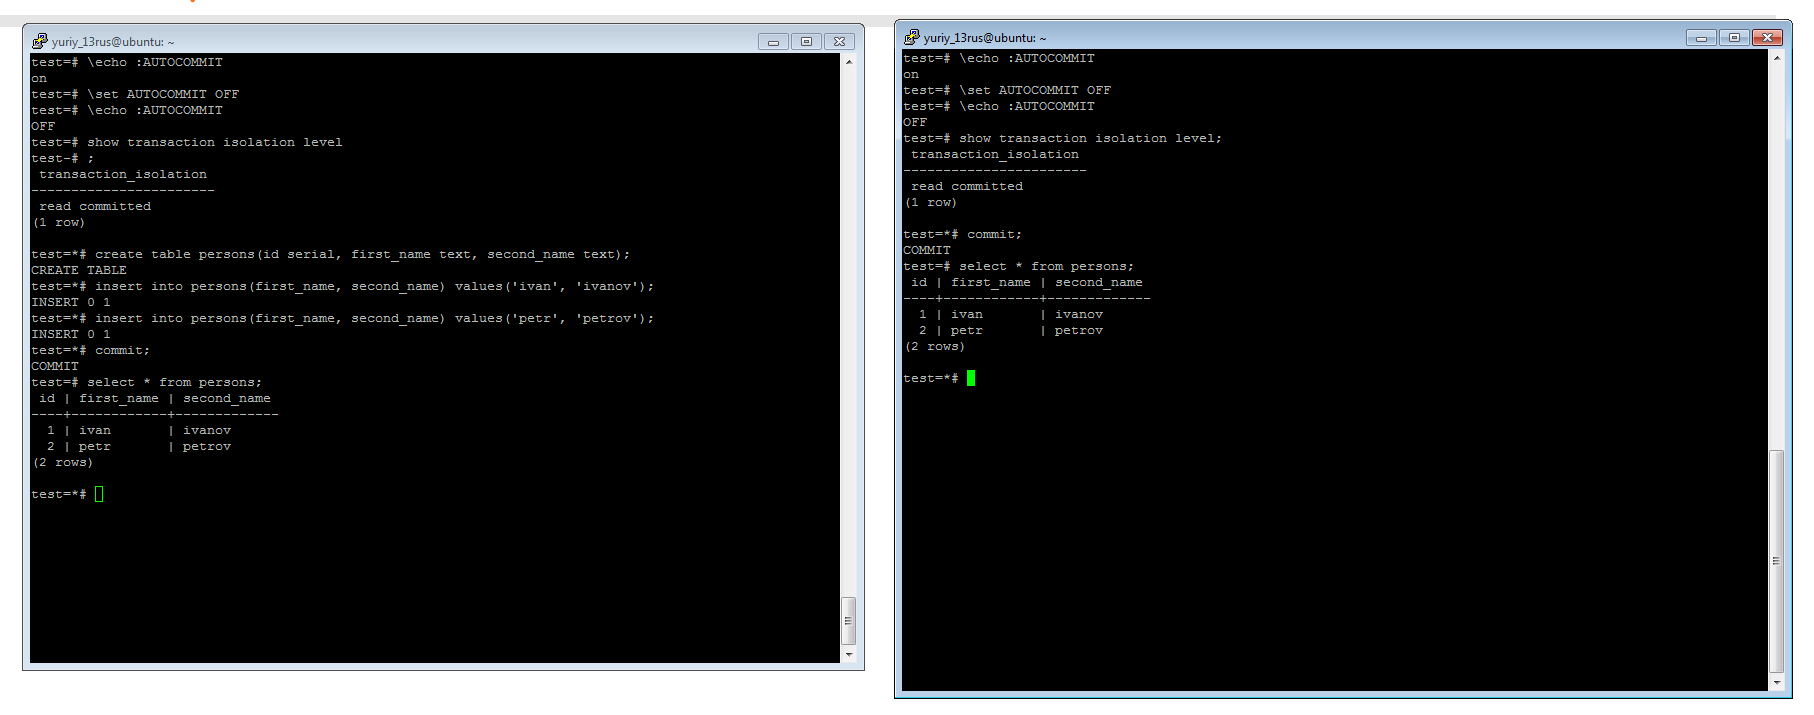 yuriy_13rus@ubuntu: ~
test=# \echo :AUTOCOMMIT
on
test=# \set AUTOCOMMIT OFF
test=# \echo :AUTOCOMMIT
OFF
test=# show transaction isolation level
test-# ;
 transaction_isolation
-----------------------
 read committed
(1 row)
test=*# create table persons(id serial, first_name text, second_name text);
CREATE TABLE
test=*# insert into persons(first_name, second_name) values('ivan', 'ivanov');
INSERT 0 1
test=*# insert into persons(first_name, second_name) values('petr', 'petrov');
INSERT 0 1
test=*# commit;
COMMIT
test=# select * from persons;
 id | first_name | second_name
----+------------+-------------
  1 | ivan       | ivanov
  2 | petr       | petrov
(2 rows)
test=*#
yuriy_13rus@ubuntu: ~
test=# \echo :AUTOCOMMIT
on
test=# \set AUTOCOMMIT OFF
test=# \echo :AUTOCOMMIT
OFF
test=# show transaction isolation level;
 transaction_isolation
-----------------------
 read committed
(1 row)
test=*# commit;
COMMIT
test=# select * from persons;
 id | first_name | second_name
----+------------+-------------
  1 | ivan       | ivanov
  2 | petr       | petrov
(2 rows)
test=*#